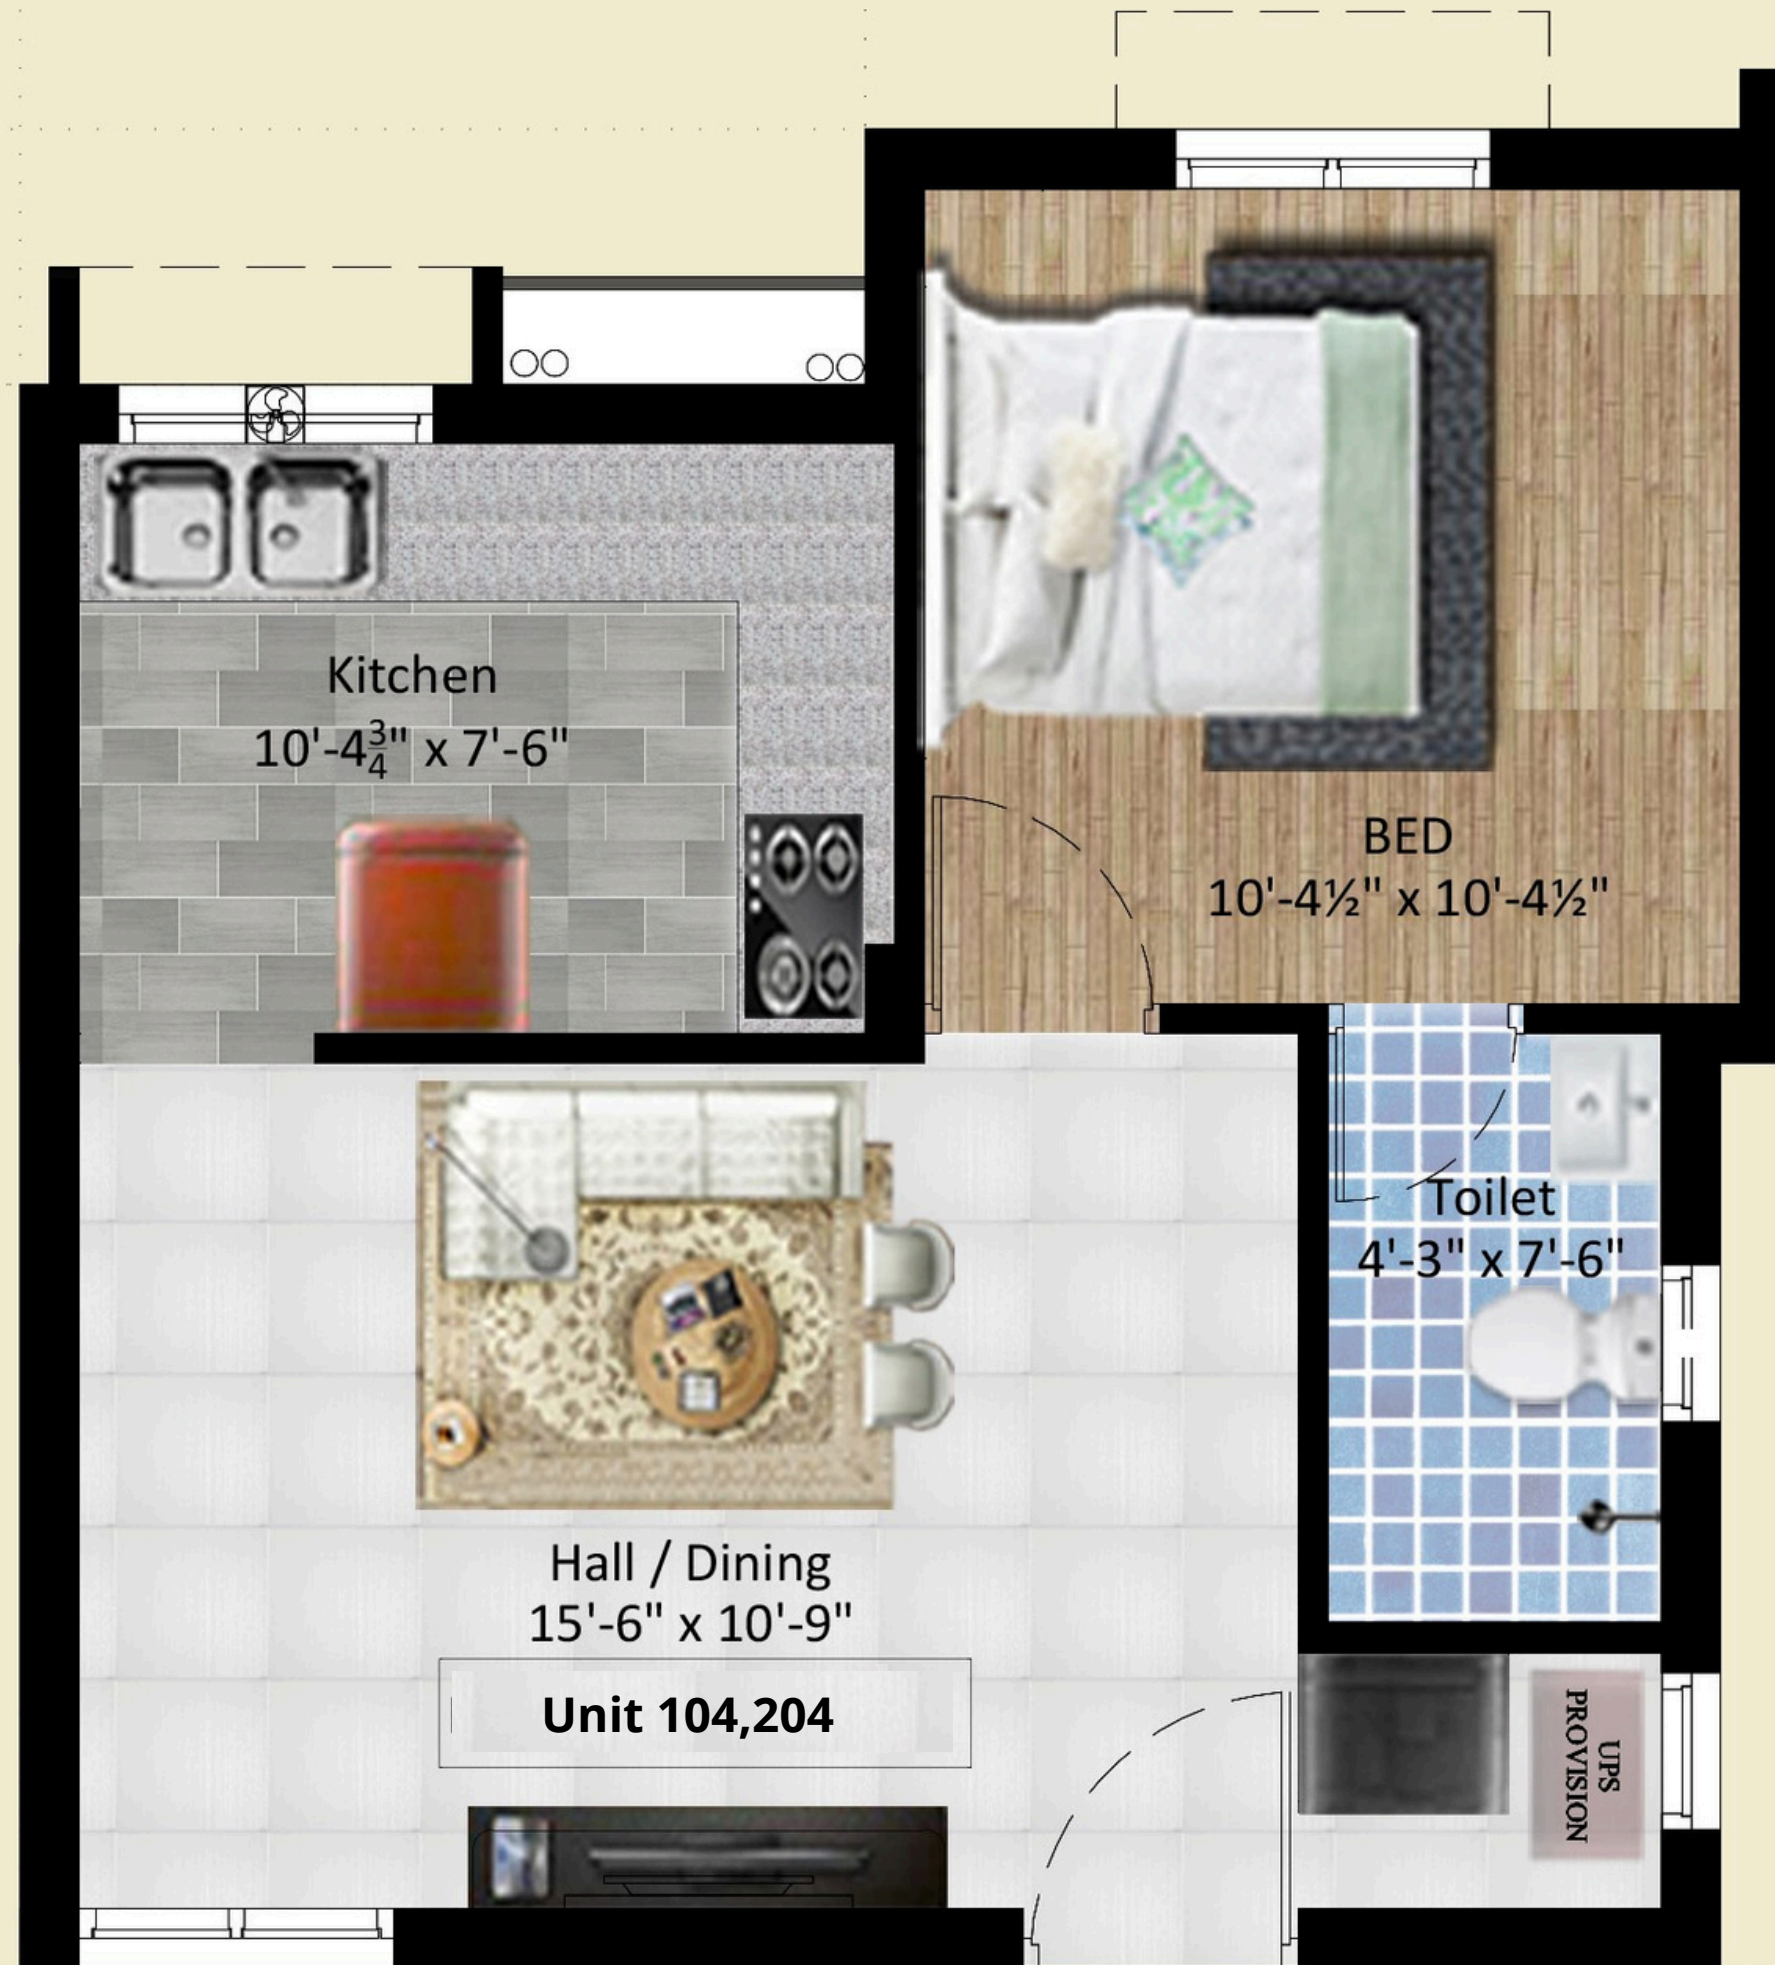 Kitchen
10'-4¾" x 7'-6"
BED
10'-4½" x 10'-4½"
Toilet
4'-3" x 7'-6"
Hall / Dining
15'-6" x 10'-9"
Unit 104,204
UPS
PROVISION